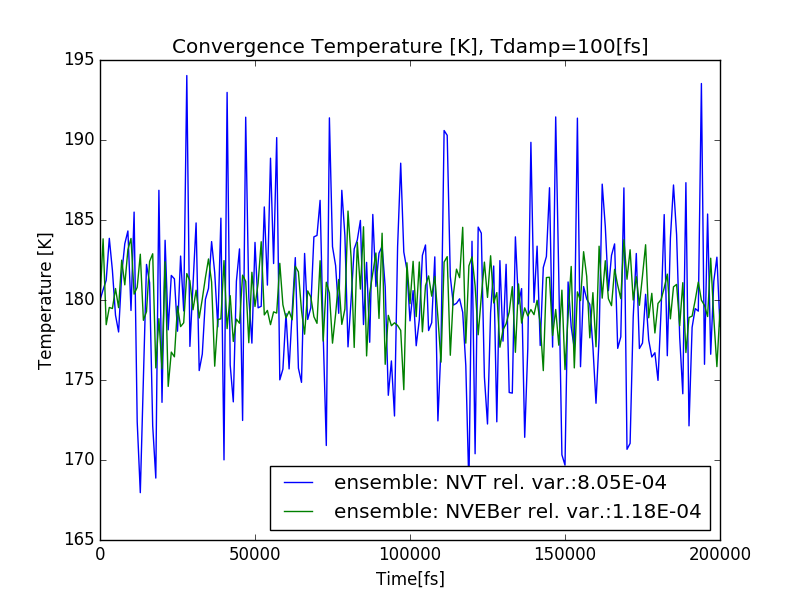 Convergence Temperature [K], Tdamp=100[fs]
195
190
185
180
175
170
165
Temperature [K]
ensemble: NVT rel. var.:8.05E-04
ensemble: NVEBer rel. var.:1.18E-04
0 50000 100000 150000 200000
Time[fs]